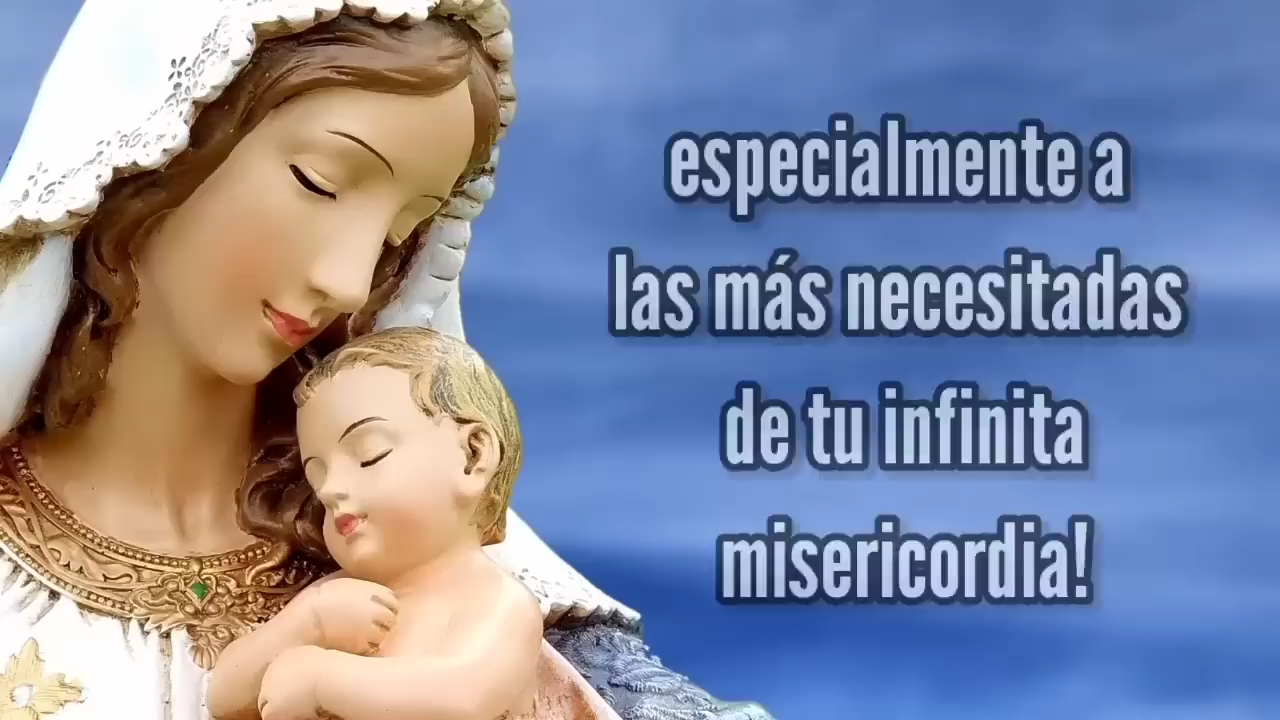 especialmente a
las más necesitadas
de tu infinita
misericordia!